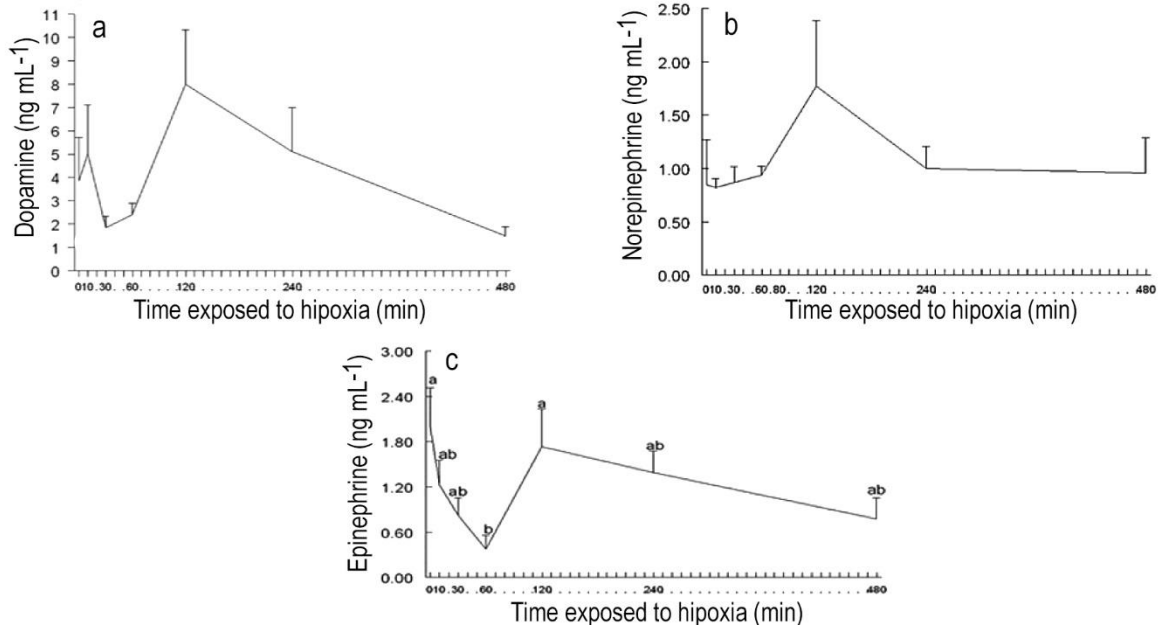 a
Dopamine (ng mL-1)
11
10
9
8
7
6
5
4
3
2
1
0
010.30. . .60. . . . .120. . . . . . . . . . .240. . . . . . . . . . . . . . . . . . . . . . .480
Time exposed to hipoxia (min)
b
Norepinephrine (ng mL-1)
2.50
2.00
1.50
1.00
0.50
0.00
010.30. . .60.80. . .120. . . . . . . . . . .240. . . . . . . . . . . . . . . . . . . . . . .480
Time exposed to hipoxia (min)
c
Epinephrine (ng mL-1)
3.00
2.40
1.80
1.20
0.60
0.00
a
ab
ab
b
a
ab
ab
010.30. . .60. . . . .120. . . . . . . . . . .240. . . . . . . . . . . . . . . . . . . . . . .480
Time exposed to hipoxia (min)